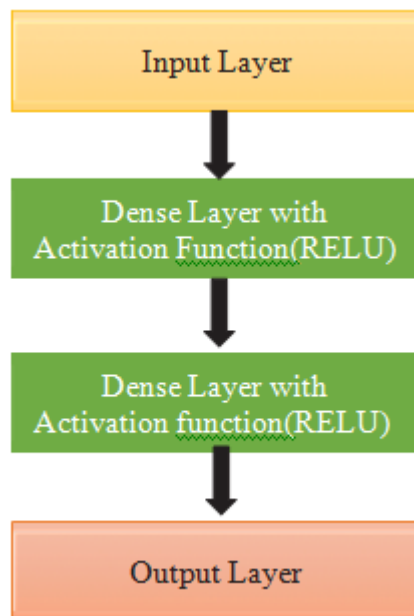 Input Layer
Dense Layer with
Activation Function(RELU)
Dense Layer with
Activation function(RELU)
Output Layer